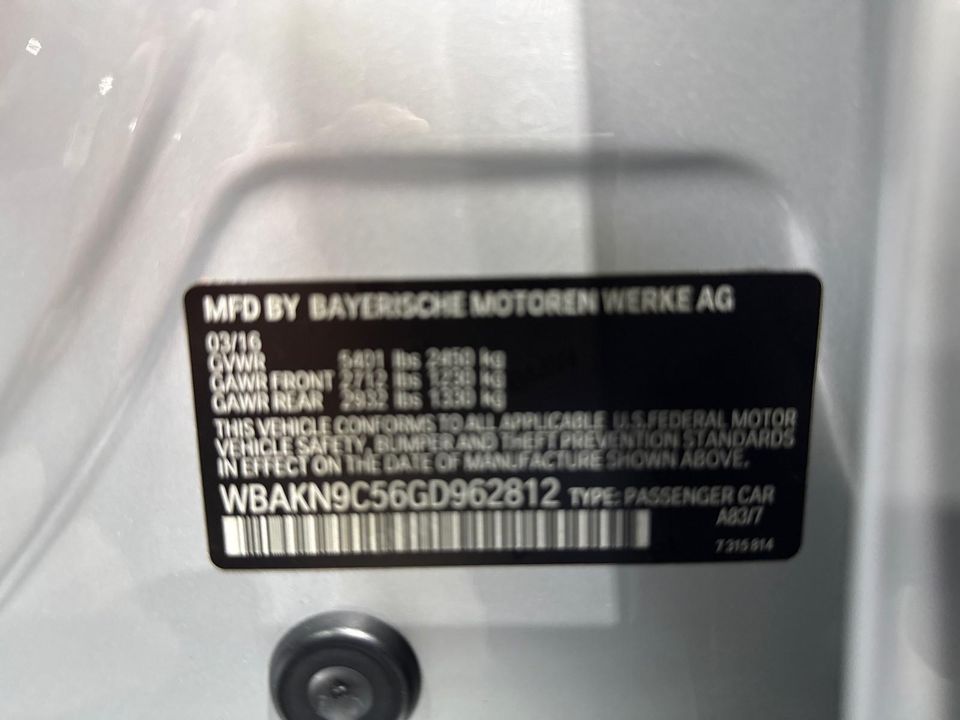 MFD BY BAYERISCHE MOTOREN WERKE AG
03/16
GVWR 5401 lbs 2450 kg
GAWR FRONT 2712 lbs 1230 kg
GAWR REAR 2932 lbs 1330 kg
THIS VEHICLE CONFORMS TO ALL APPLICABLE U.S. FEDERAL MOTOR
VEHICLE SAFETY, BUMPER AND THEFT PREVENTION STANDARDS
IN EFFECT ON THE DATE OF MANUFACTURE SHOWN ABOVE.
WBAKN9C56GD962812 TYPE: PASSENGER CAR
A83/7
7 315 814